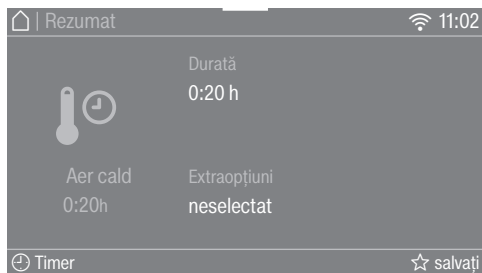 | Rezumat 11:02
Durată
0:20 h
Aer cald
0:20h
Extraopțiuni
neselectat
Timer salvați